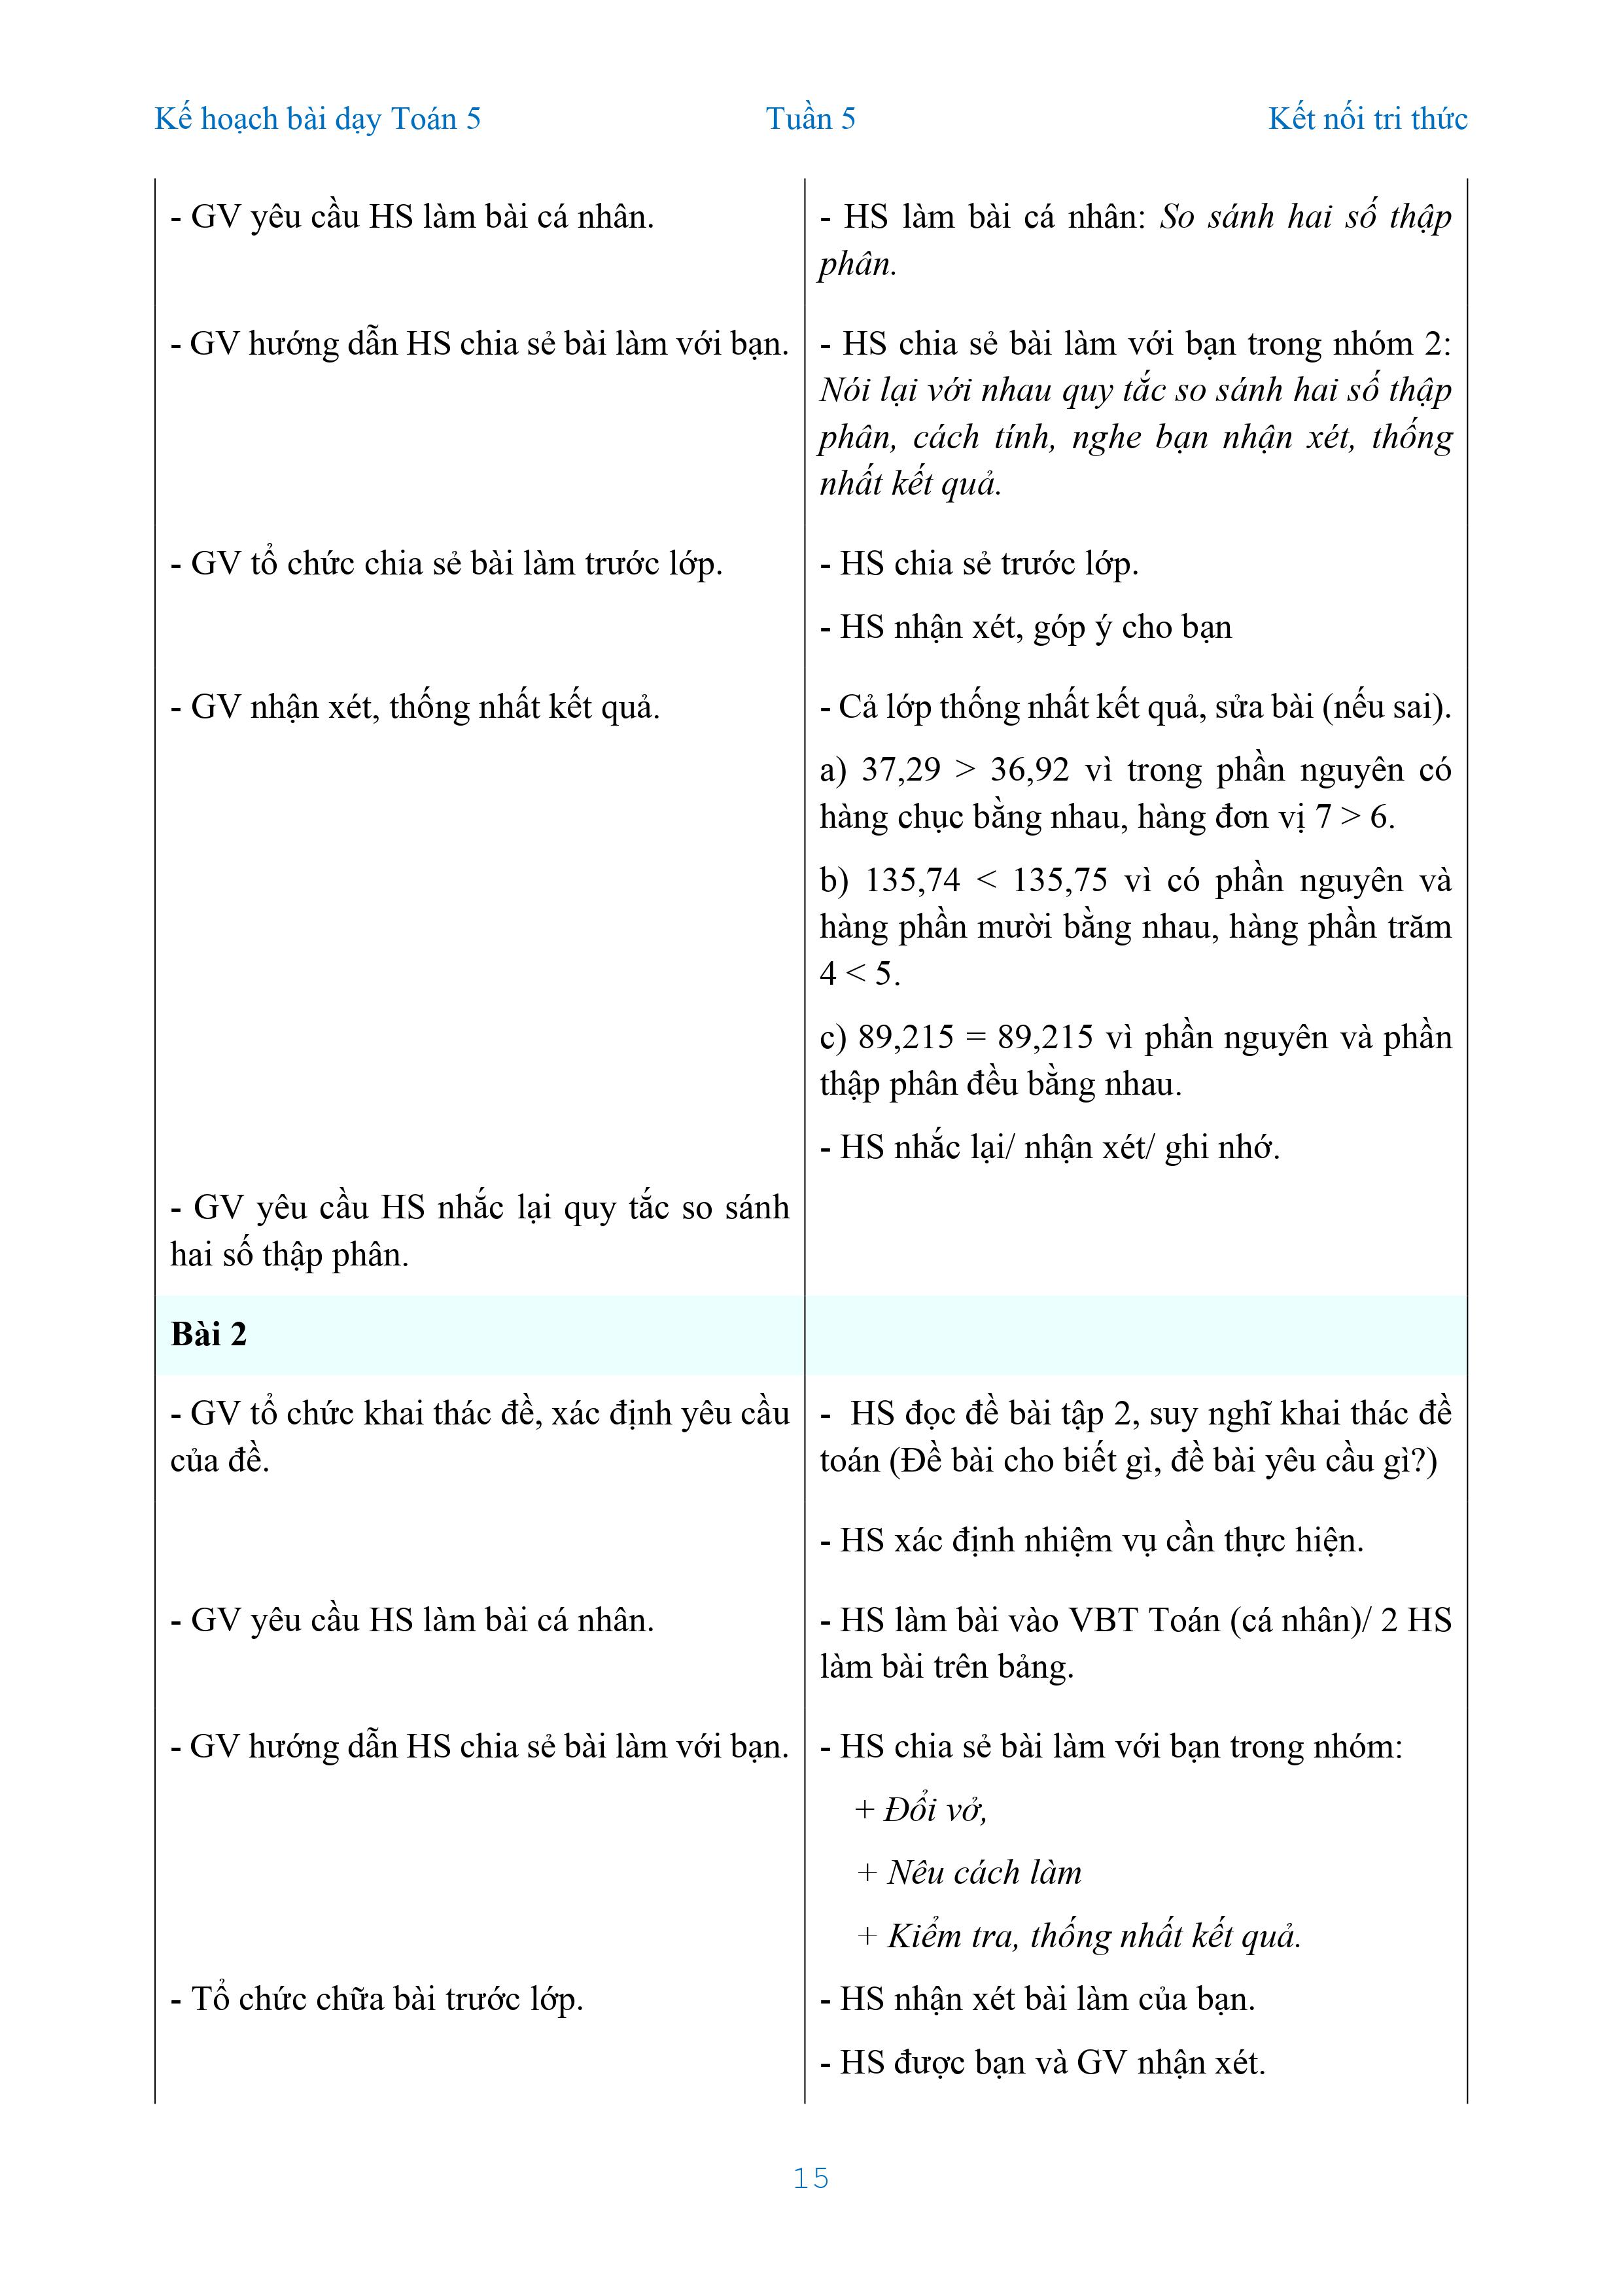 Kế hoạch bài dạy Toán 5 Tuần 5 Kết nối tri thức
- GV yêu cầu HS làm bài cá nhân.
- HS làm bài cá nhân: So sánh hai số thập
phân.
- GV hướng dẫn HS chia sẻ bài làm với bạn.
- HS chia sẻ bài làm với bạn trong nhóm 2:
Nói lại với nhau quy tắc so sánh hai số thập
phân, cách tính, nghe bạn nhận xét, thống
nhất kết quả.
- GV tổ chức chia sẻ bài làm trước lớp.
- HS chia sẻ trước lớp.
- HS nhận xét, góp ý cho bạn
- GV nhận xét, thống nhất kết quả.
- Cả lớp thống nhất kết quả, sửa bài (nếu sai).
a) 37,29 > 36,92 vì trong phần nguyên có
hàng chục bằng nhau, hàng đơn vị 7 > 6.
b) 135,74 < 135,75 vì có phần nguyên và
hàng phần mười bằng nhau, hàng phần trăm
4 < 5.
c) 89,215 = 89,215 vì phần nguyên và phần
thập phân đều bằng nhau.
- HS nhắc lại/ nhận xét/ ghi nhớ.
- GV yêu cầu HS nhắc lại quy tắc so sánh
hai số thập phân.
Bài 2
- GV tổ chức khai thác đề, xác định yêu cầu
của đề.
- HS đọc đề bài tập 2, suy nghĩ khai thác đề
toán (Đề bài cho biết gì, đề bài yêu cầu gì?)
- HS xác định nhiệm vụ cần thực hiện.
- GV yêu cầu HS làm bài cá nhân.
- HS làm bài vào VBT Toán (cá nhân)/ 2 HS
làm bài trên bảng.
- GV hướng dẫn HS chia sẻ bài làm với bạn.
- HS chia sẻ bài làm với bạn trong nhóm:
+ Đổi vở,
+ Nêu cách làm
+ Kiểm tra, thống nhất kết quả.
- Tổ chức chữa bài trước lớp.
- HS nhận xét bài làm của bạn.
- HS được bạn và GV nhận xét.
15